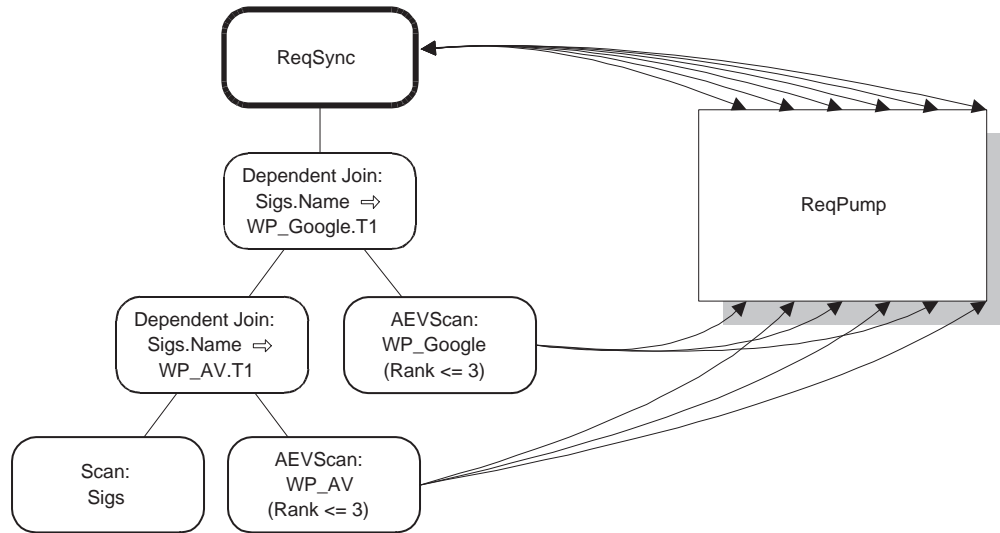 ReqSync
Dependent Join:
Sigs.Name ⇨
WP_Google.T1
ReqPump
Dependent Join:
Sigs.Name ⇨
WP_AV.T1
AEVScan:
WP_Google
(Rank <= 3)
Scan:
Sigs
AEVScan:
WP_AV
(Rank <= 3)